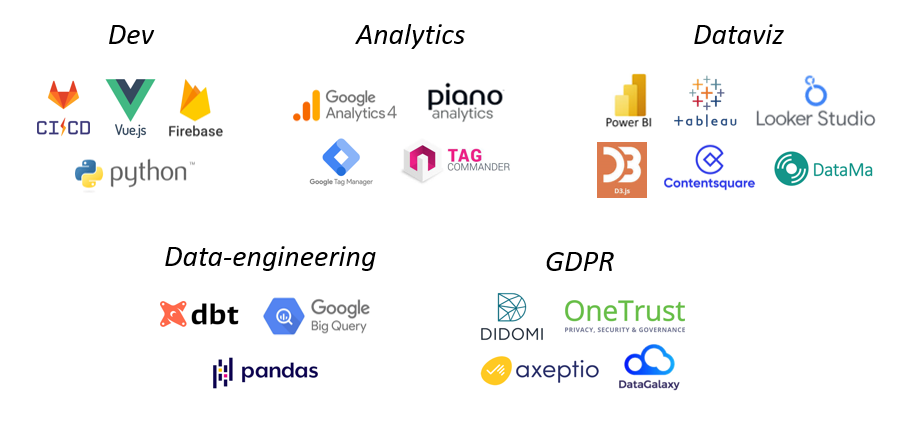 Dev
Analytics
Dataviz
CI CD
Vue.js
Firebase
python™
Google
Analytics 4
piano
analytics
Google Tag Manager
TAG
COMMANDER
Power BI
+ a b l e a u
Looker Studio
D3.js
Contentsquare
DataMa
Data-engineering
GDPR
dbt
Google
Big Query
pandas
DIDOMI
OneTrust
PRIVACY, SECURITY & GOVERNANCE
axeptio
DataGalaxy